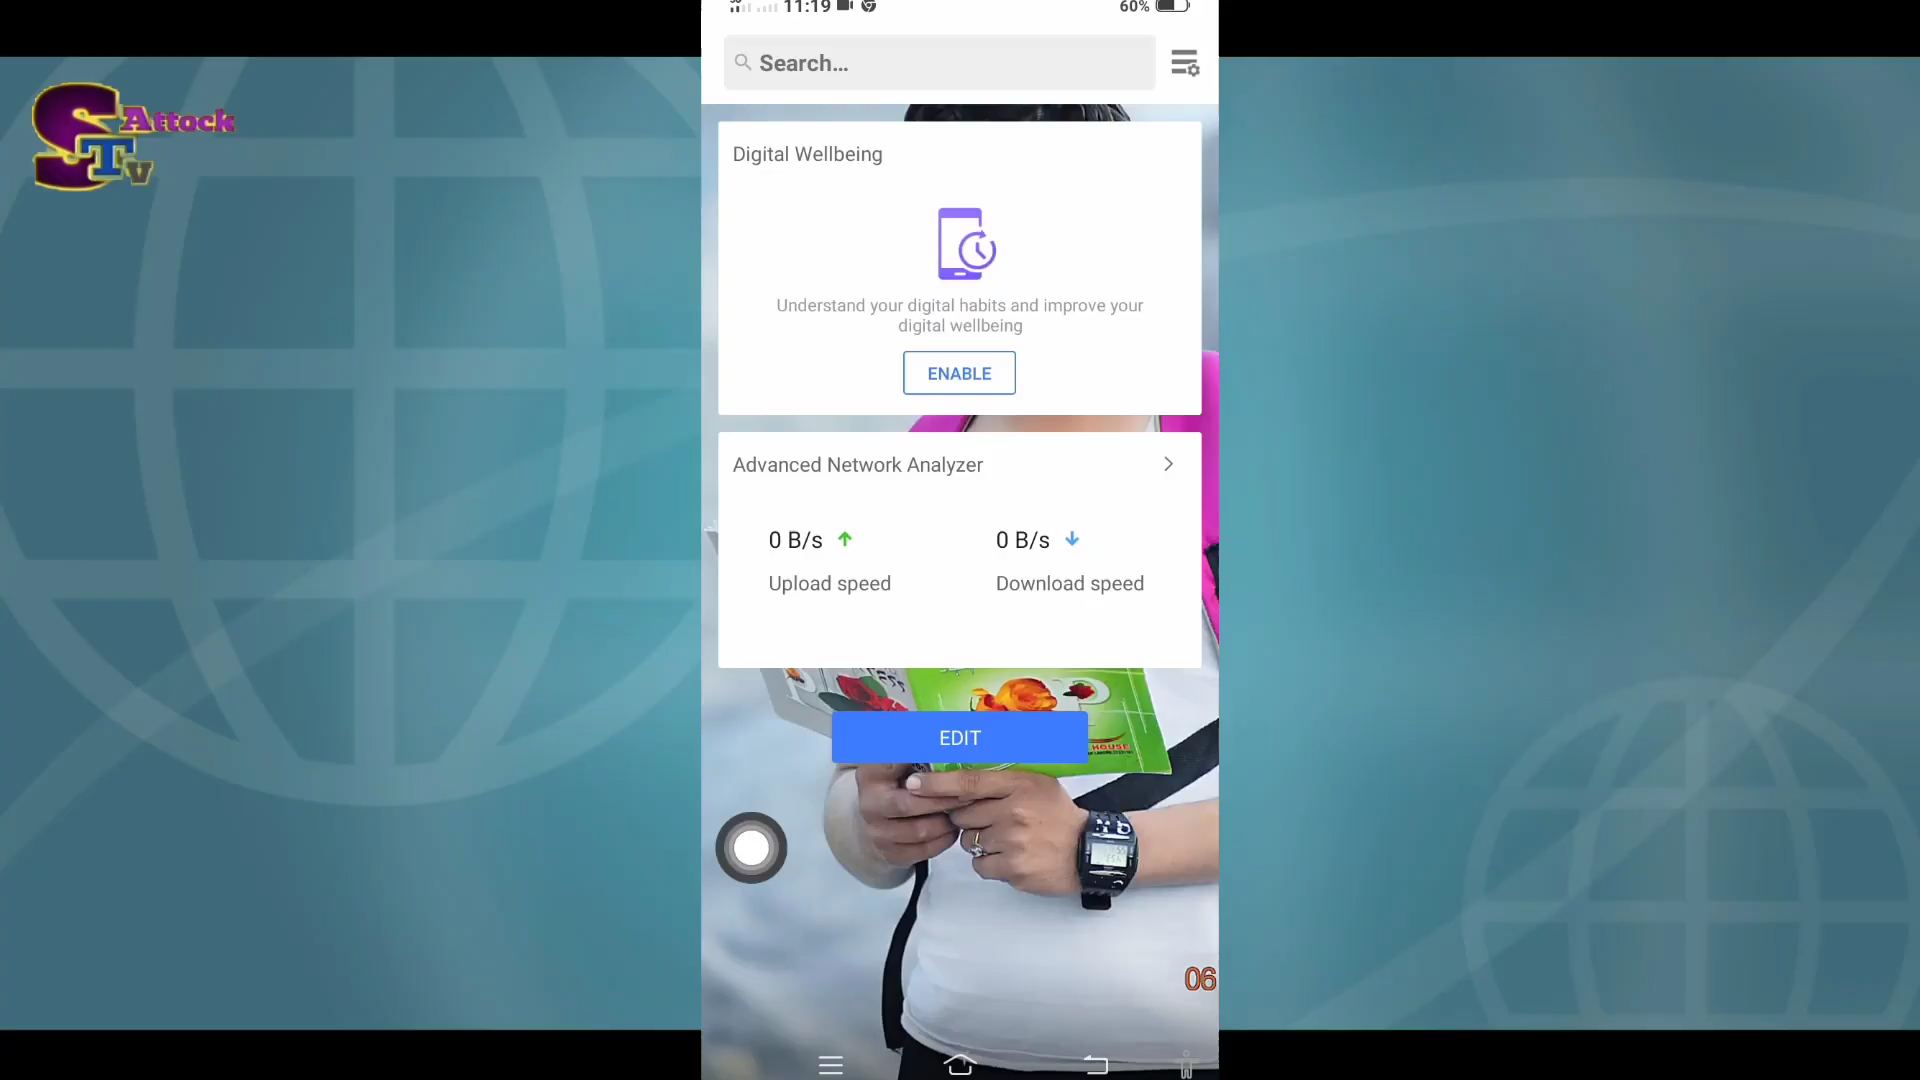 11:19
60%
S Attock
Tv
Search...
Digital Wellbeing
Understand your digital habits and improve your
digital wellbeing
ENABLE
Advanced Network Analyzer
0 B/s
0 B/s
Upload speed
Download speed
EDIT
HOUSE
06